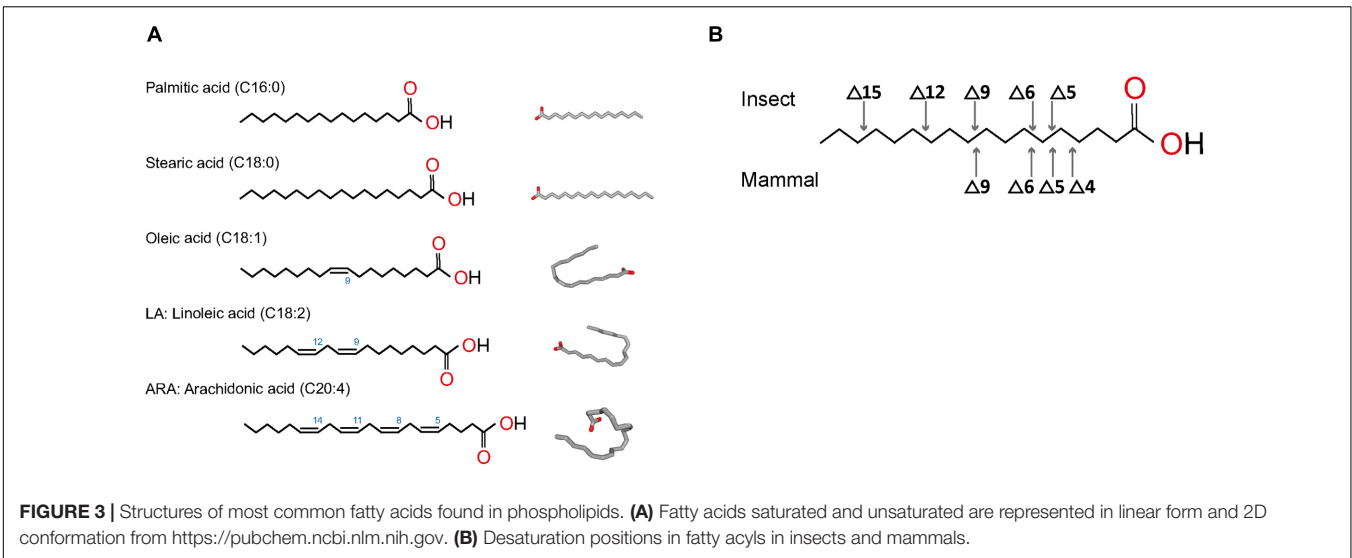 A
Palmitic acid (C16:0)
O
OH
Stearic acid (C18:0)
O
OH
Oleic acid (C18:1)
O
OH
9
LA: Linoleic acid (C18:2)
12 9
OH
O
ARA: Arachidonic acid (C20:4)
14 11 8 5
OH
O
B
Insect
△15 △12 △9 △6 △5
O
OH
Mammal
△9 △6 △5 △4
FIGURE 3 | Structures of most common fatty acids found in phospholipids. (A) Fatty acids saturated and unsaturated are represented in linear form and 2D
conformation from https://pubchem.ncbi.nlm.nih.gov. (B) Desaturation positions in fatty acyls in insects and mammals.